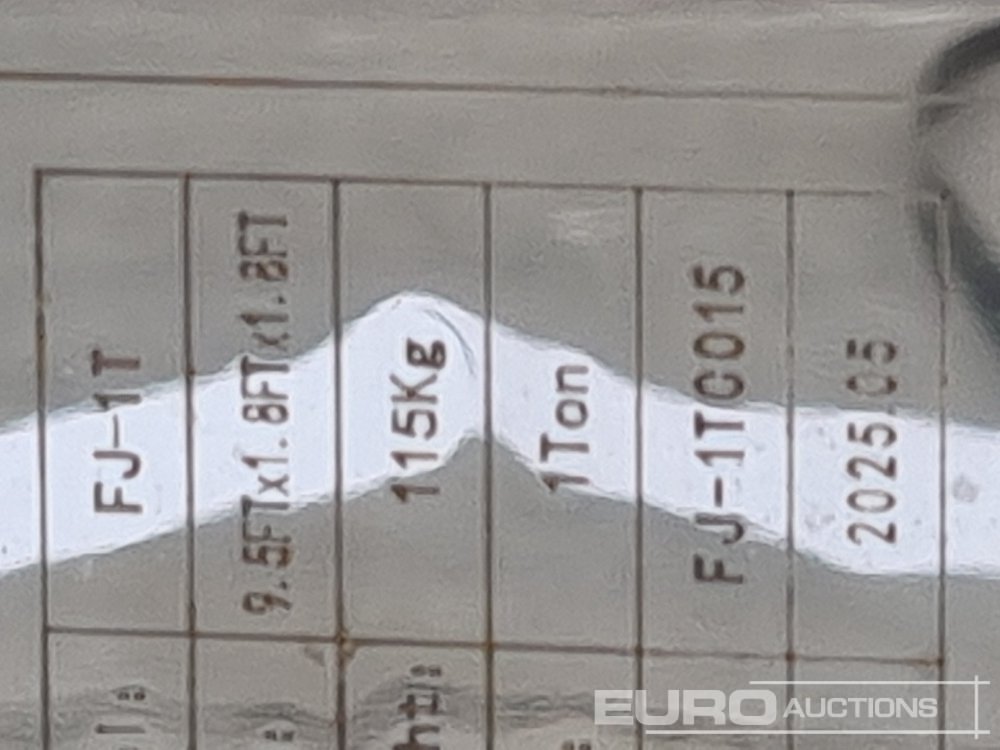 FJ-1T
9.5FTx1.8FTx1.8FT
115Kg
1Ton
FJ-1TC015
2025.05
EURO AUCTIONS